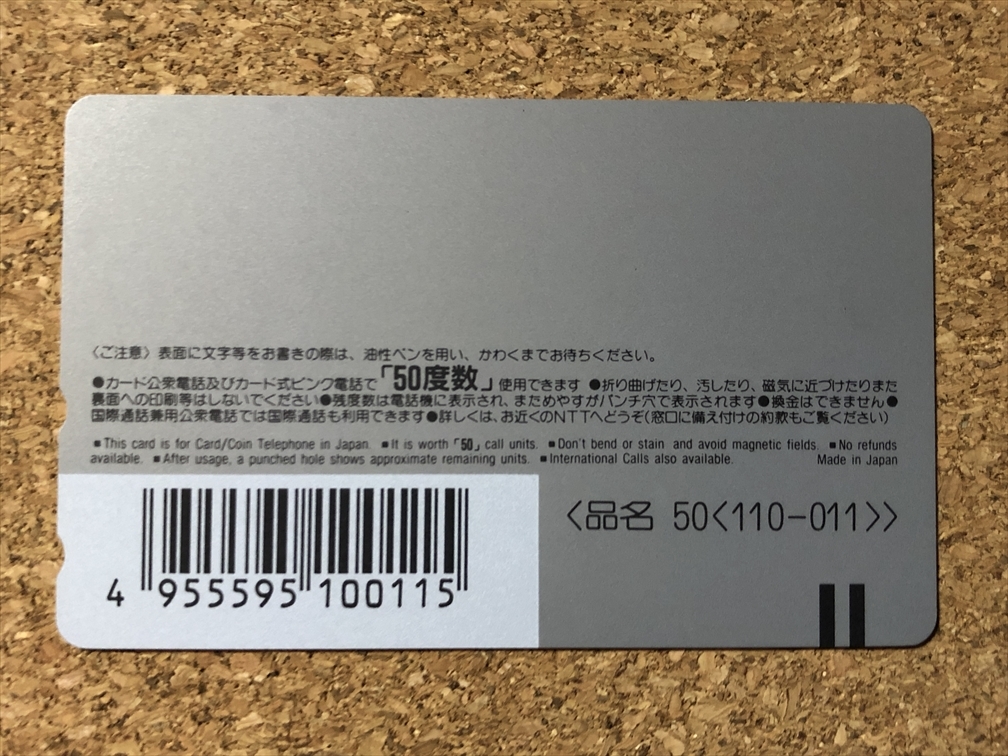 〈ご注意〉表面に文字等をお書きの際は、油性ペンを用い、かわくまでお待ちください。
●カード公衆電話及びカード式ピンク電話で「50度数」使用できます ●折り曲げたり、汚したり、磁気に近づけたりまた
裏面への印刷等はしないでください●残度数は電話機に表示され、まためやすがパンチ穴で表示されます●換金はできません●
国際通話兼用公衆電話では国際通話も利用できます●詳しくは、お近くのNTTへどうぞ(窓口に備え付けの約款もご覧ください)
■This card is for Card/Coin Telephone in Japan. ■It is worth「50」call units. ■Don't bend or stain and avoid magnetic fields. ■No refunds
available. ■After usage, a punched hole shows approximate remaining units. ■International Calls also available. Made in Japan
〈品名 50〈110-011〉〉
4 955595 100115